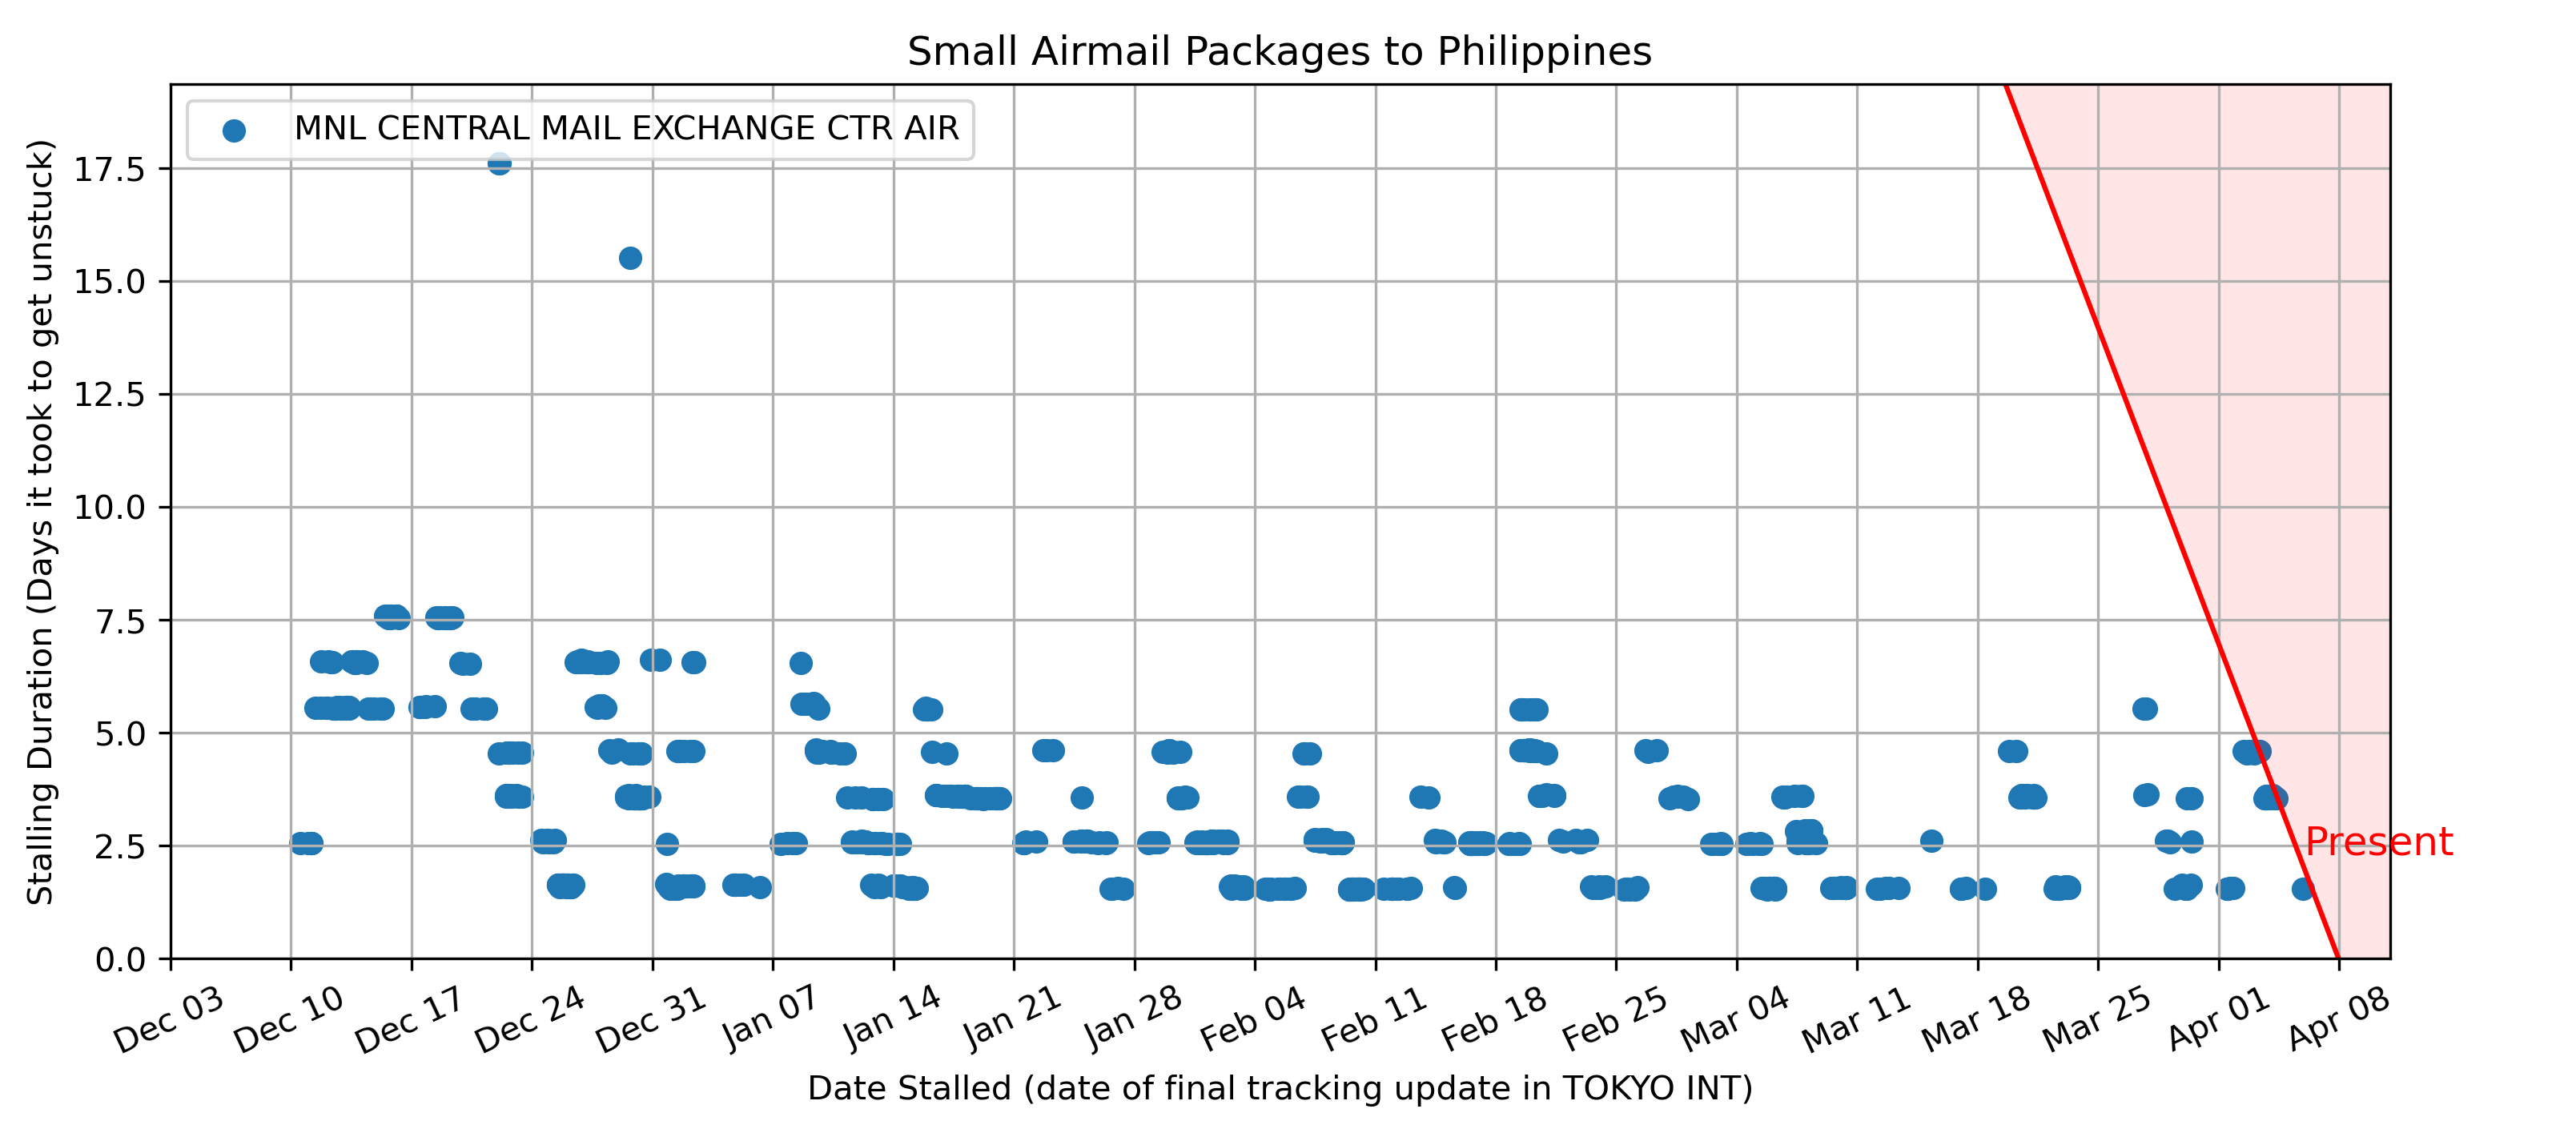 Small Airmail Packages to Philippines
MNL CENTRAL MAIL EXCHANGE CTR AIR
Stalling Duration (Days it took to get unstuck)
17.5
15.0
12.5
10.0
7.5
5.0
2.5
0.0
Present
Dec 03
Dec 10
Dec 17
Dec 24
Dec 31
Jan 07
Jan 14
Jan 21
Jan 28
Feb 04
Feb 11
Feb 18
Feb 25
Mar 04
Mar 11
Mar 18
Mar 25
Apr 01
Apr 08
Date Stalled (date of final tracking update in TOKYO INT)